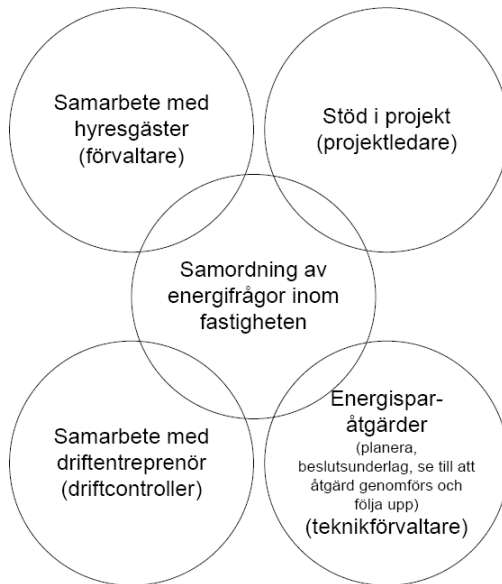 Samarbete med
hyresgäster
(förvaltare)
Stöd i projekt
(projektledare)
Samordning av
energifrågor inom
fastigheten
Samarbete med
driftentreprenör
(driftcontroller)
Energispar-
åtgärder
(planera,
beslutsunderlag, se till att
åtgärd genomförs och
följa upp)
(teknikförvaltare)